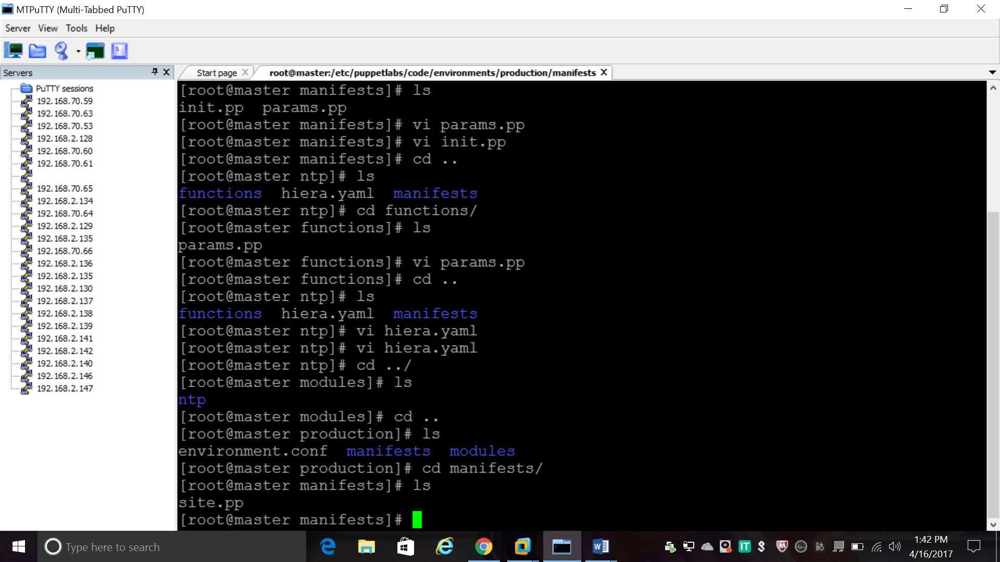 MTPuTTY (Multi-Tabbed PuTTY)
Server View Tools Help
Servers
Start page
root@master:/etc/puppetlabs/code/environments/production/manifests
PuTTY sessions
192.168.70.59
192.168.70.63
192.168.70.53
192.168.2.128
192.168.70.60
192.168.70.61
192.168.70.65
192.168.2.134
192.168.70.64
192.168.2.129
192.168.2.135
192.168.70.66
192.168.2.136
192.168.2.135
192.168.2.130
192.168.2.137
192.168.2.138
192.168.2.139
192.168.2.141
192.168.2.142
192.168.2.140
192.168.2.146
192.168.2.147
[root@master manifests]# ls
init.pp  params.pp
[root@master manifests]# vi params.pp
[root@master manifests]# vi init.pp
[root@master manifests]# cd ..
[root@master ntp]# ls
functions  hiera.yaml  manifests
[root@master ntp]# cd functions/
[root@master functions]# ls
params.pp
[root@master functions]# vi params.pp
[root@master functions]# cd ..
[root@master ntp]# ls
functions  hiera.yaml  manifests
[root@master ntp]# vi hiera.yaml
[root@master ntp]# vi hiera.yaml
[root@master ntp]# cd ../
[root@master modules]# ls
ntp
[root@master modules]# cd ..
[root@master production]# ls
environment.conf  manifests  modules
[root@master production]# cd manifests/
[root@master manifests]# ls
site.pp
[root@master manifests]#
Type here to search
1:42 PM
4/16/2017